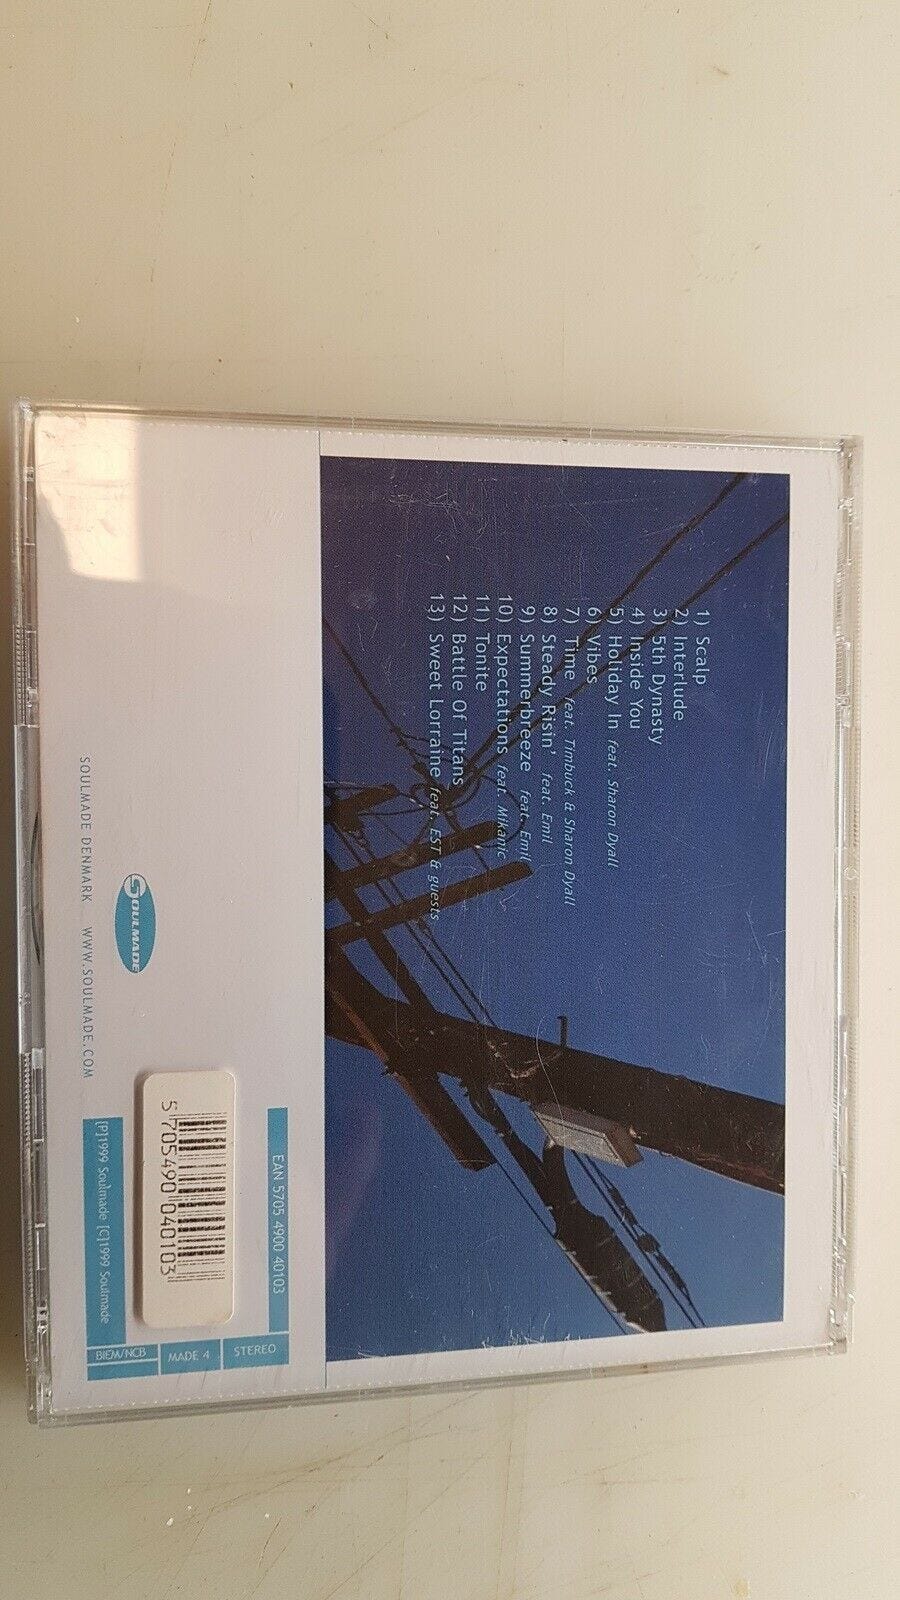 1) Scalp
2) Interlude
3) 5th Dynasty
4) Inside You
5) Holiday In feat. Sharon Dyall
6) Vibes
7) Time feat. Timbuck & Sharon Dyall
8) Steady Risin' feat. Emil
9) Summerbreeze feat. Emil
10) Expectations feat. Mikanic
11) Tonite
12) Battle Of Titans
13) Sweet Lorraine feat. EST & guests
EAN 5705 4900 40103
5 705490 040103
STEREO
MADE 4
BIEM/NCB
[P]1999 Soulmade [C]1999 Soulmade
SOULMADE
SOULMADE DENMARK WWW.SOULMADE.COM